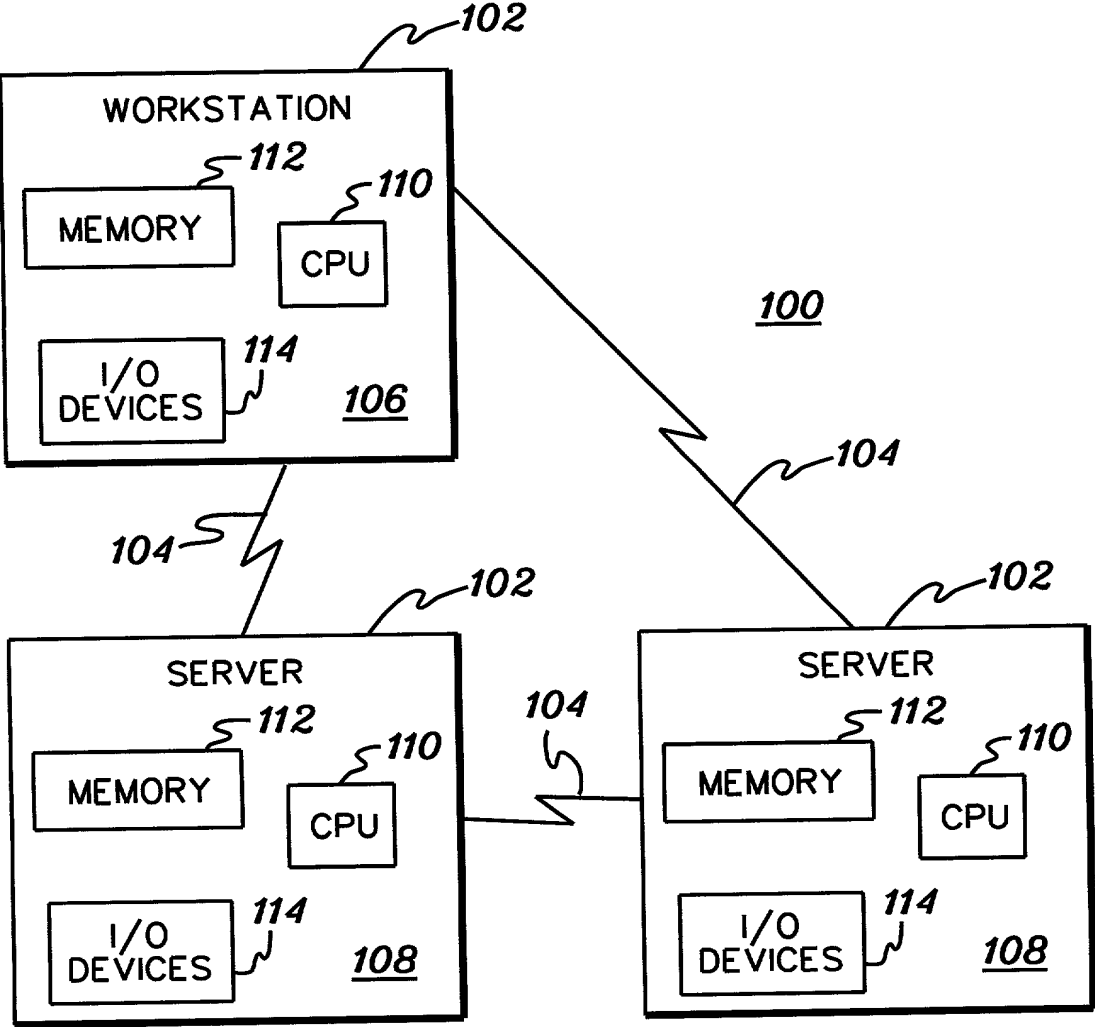 102
WORKSTATION
112
110
MEMORY
CPU
100
114
I/O
DEVICES
106
104
104
102
102
SERVER
SERVER
112
104
112
110
110
MEMORY
CPU
MEMORY
CPU
114
114
I/O
DEVICES
I/O
DEVICES
108
108